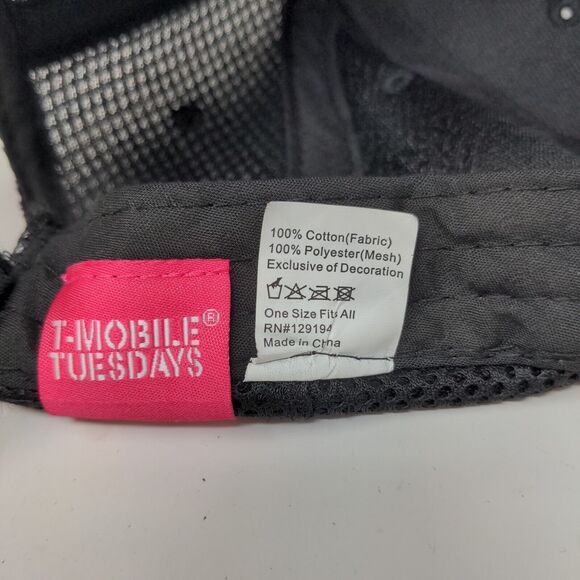 T-MOBILE®
TUESDAYS
100% Cotton(Fabric)
100% Polyester(Mesh)
Exclusive of Decoration
One Size Fits All
RN#129194
Made in China